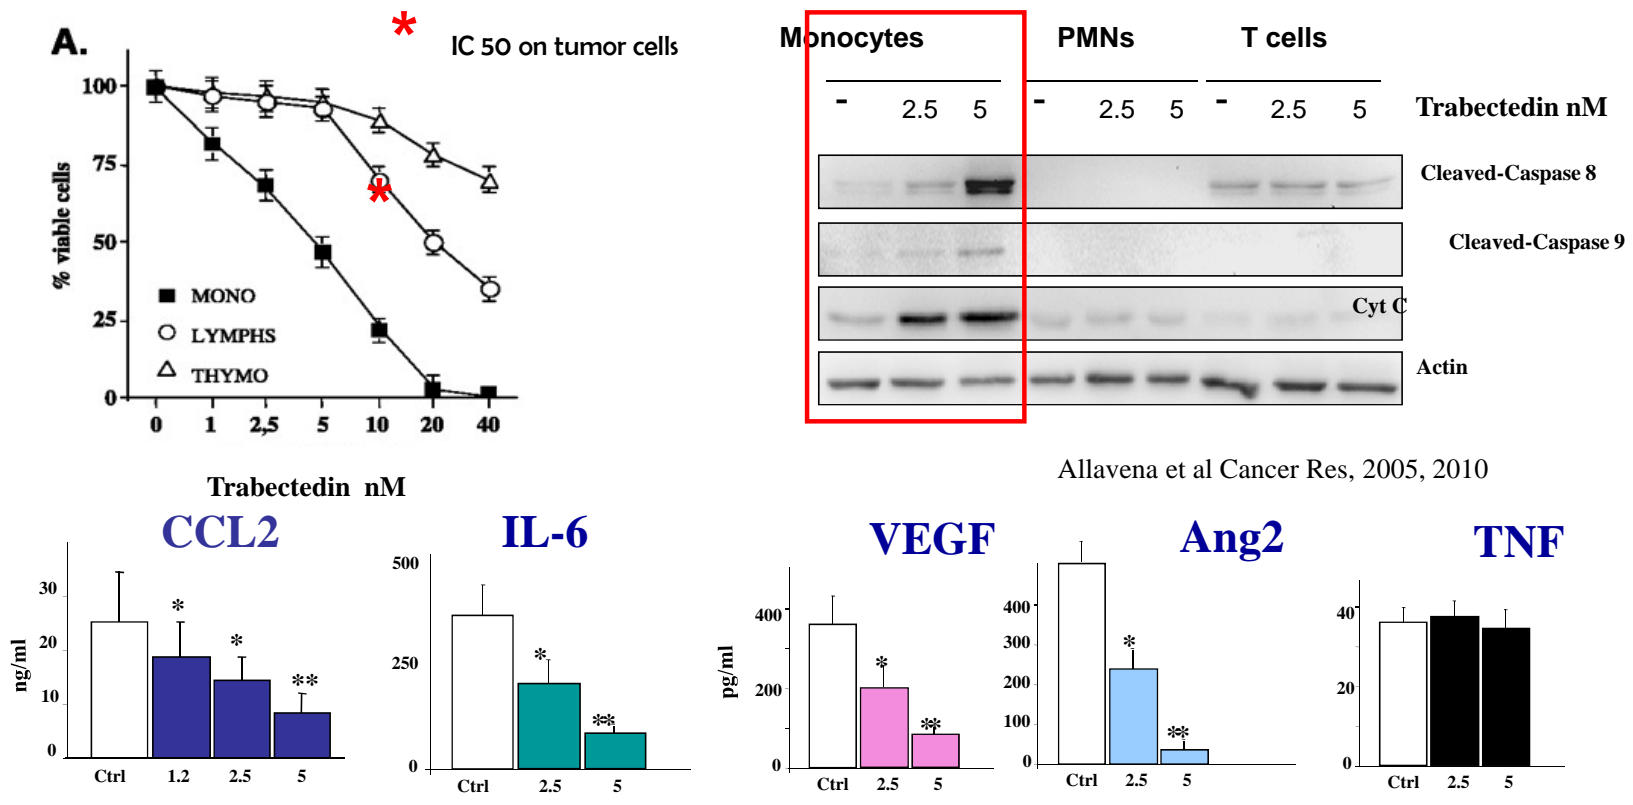 A.
* IC 50 on tumor cells
% viable cells
100
75
50
25
0
*
MONO
LYMPHS
THYMO
0 1 2,5 5 10 20 40
Trabectedin nM
Monocytes PMNs T cells
- 2.5 5 - 2.5 5 - 2.5 5 Trabectedin nM
Cleaved-Caspase 8
Cleaved-Caspase 9
Cyt C
Actin
Allavena et al Cancer Res, 2005, 2010
CCL2
ng/ml
30
20
10
0
* * **
Ctrl 1.2 2.5 5
IL-6
500
250
0
* **
Ctrl 2.5 5
VEGF
pg/ml
400
200
0
* **
Ctrl 2.5 5
Ang2
400
300
200
100
0
* **
Ctrl 2.5 5
TNF
40
20
0
Ctrl 2.5 5